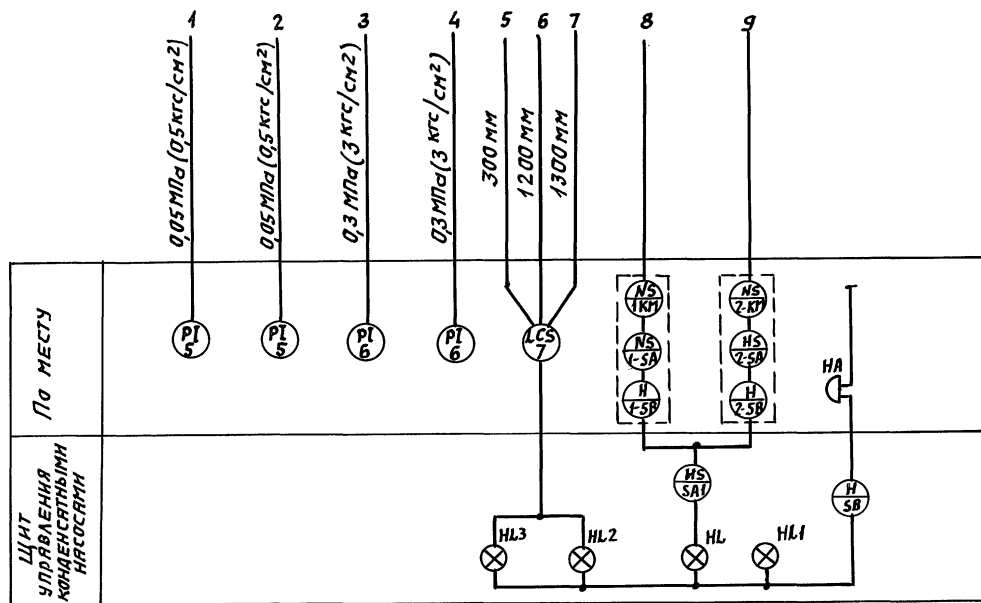 1 2 3 4 5 6 7 8 9
0,05 МПа (0,5 кгс/см²)
0,05 МПа (0,5 кгс/см²)
0,3 МПа (3 кгс/см²)
0,3 МПа (3 кгс/см²)
300 мм
1200 мм
1300 мм
По месту
PI
5
PI
5
PI
6
PI
6
LCS
7
NS
1КМ
NS
1-SA
H
1-SB
NS
2-КМ
HS
2-SA
H
2-SB
HA
Щит
управления
конденсатными
насосами
HS
SA1
H
SB
HL3
HL2
HL
HL1